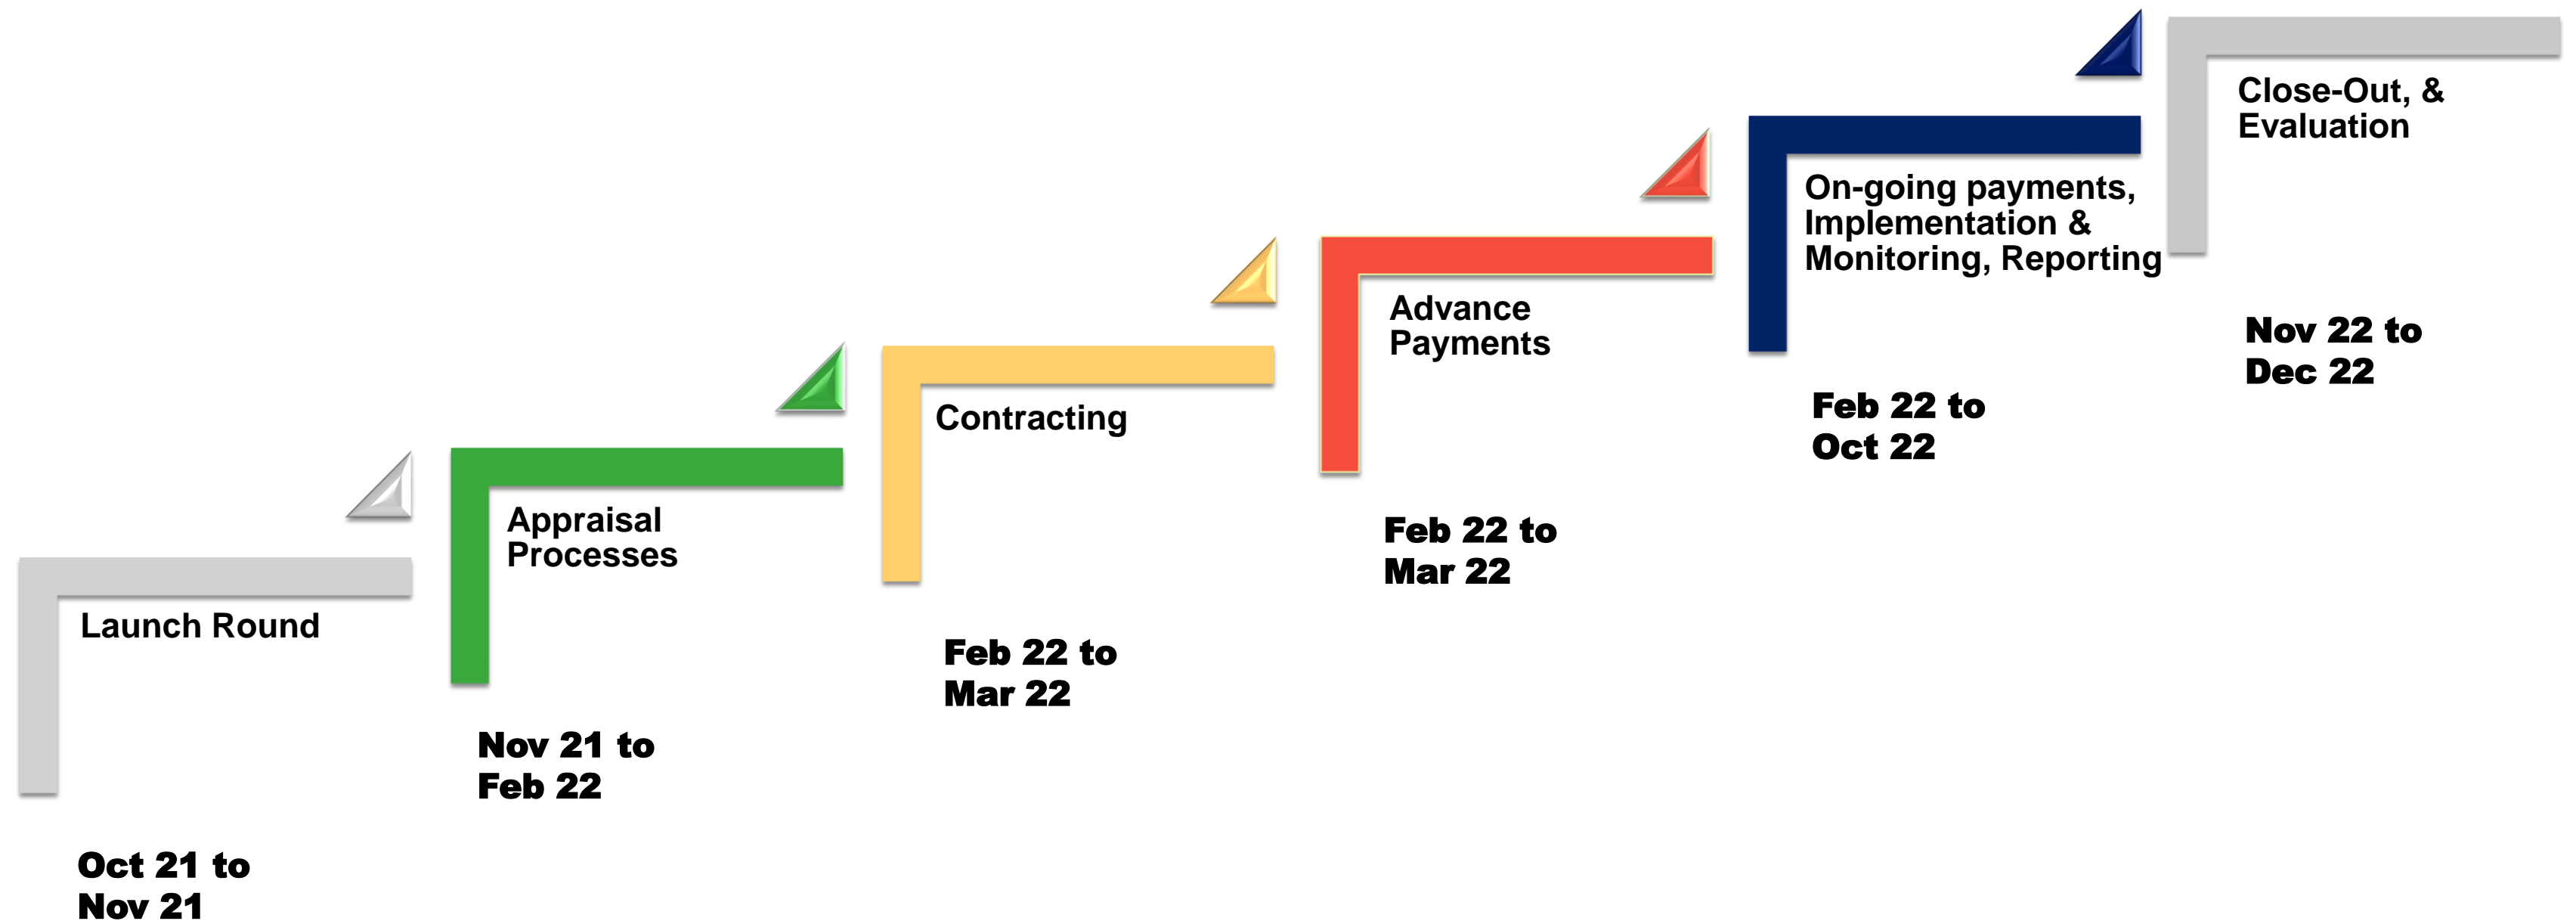 Launch Round
Oct 21 to
Nov 21
Appraisal
Processes
Nov 21 to
Feb 22
Contracting
Feb 22 to
Mar 22
Advance
Payments
Feb 22 to
Mar 22
On-going payments,
Implementation &
Monitoring, Reporting
Feb 22 to
Oct 22
Close-Out, &
Evaluation
Nov 22 to
Dec 22